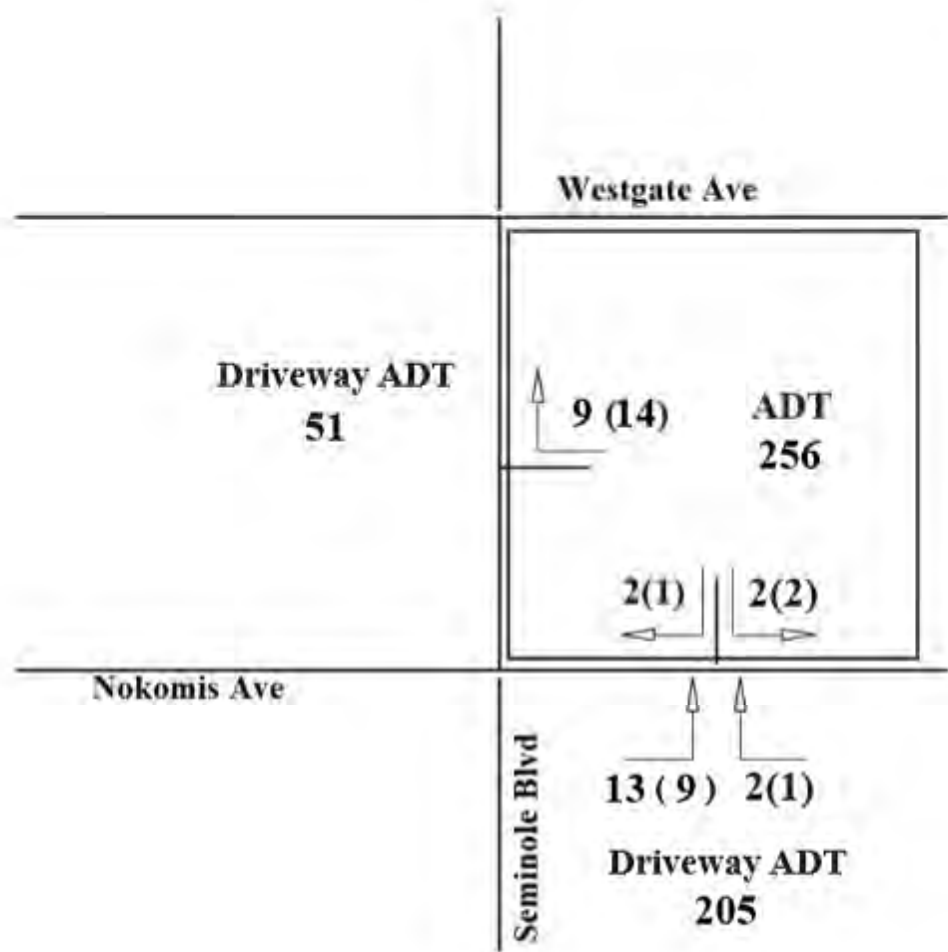 Westgate Ave
Driveway ADT
51
9 (14)
ADT
256
2(1)
2(2)
Nokomis Ave
Seminole Blvd
13 ( 9 )
2(1)
Driveway ADT
205